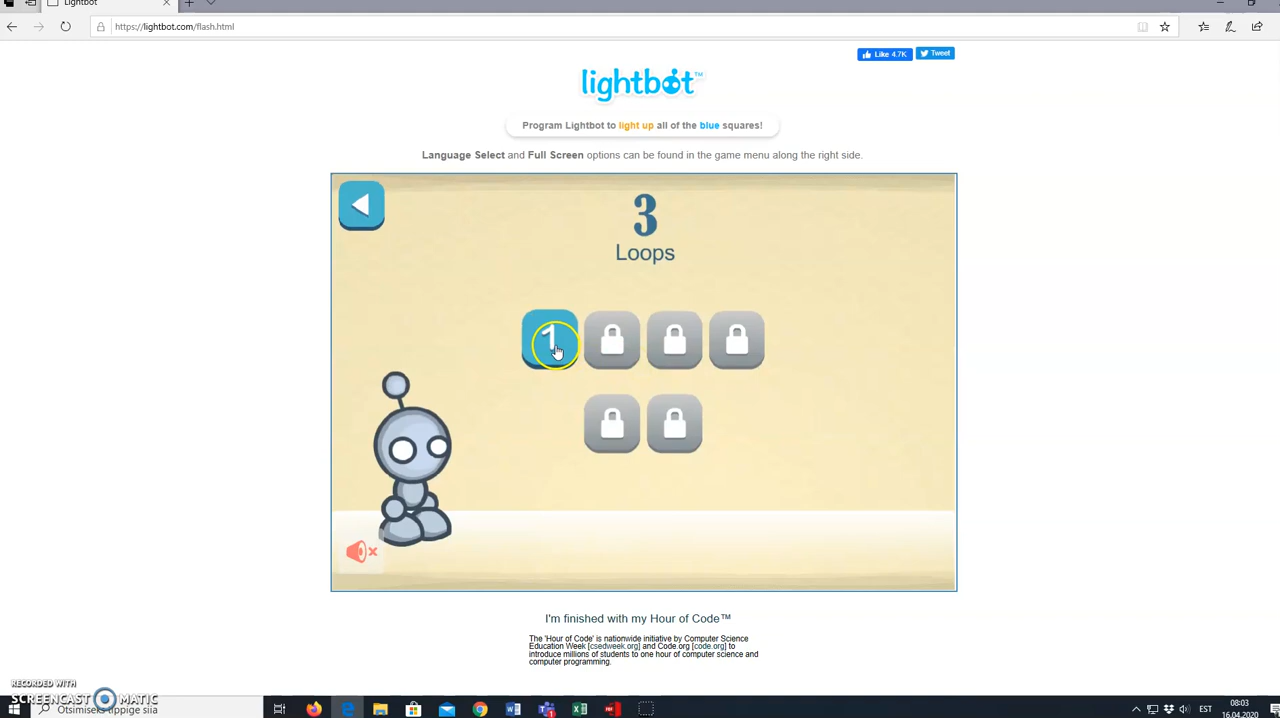 Lightbot
https://lightbot.com/flash.html
Like 4.7K
Tweet
lightbot™
Program Lightbot to light up all of the blue squares!
Language Select and Full Screen options can be found in the game menu along the right side.
3
Loops
1
I'm finished with my Hour of Code™
The 'Hour of Code' is nationwide initiative by Computer Science
Education Week [csedweek.org] and Code.org [code.org] to
introduce millions of students to one hour of computer science and
computer programming.
RECORDED WITH
SCREENCAST MATIC
Otsimiseks tippige siia
EST
08:03
16.04.2020